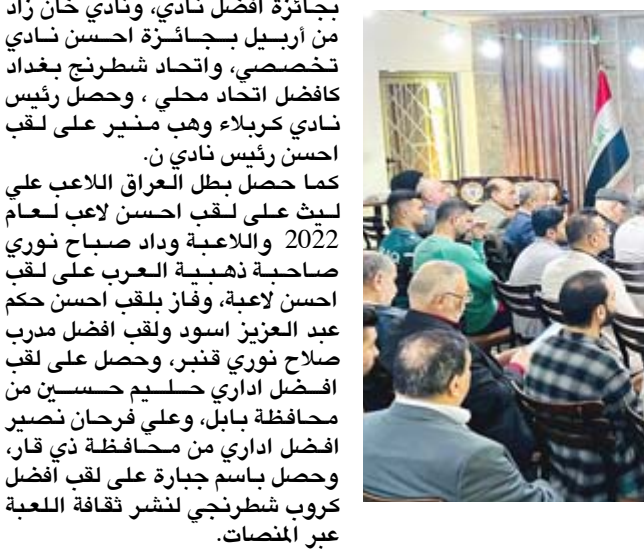 بجائزة افضل نادي، ونادي خان زاد
من أربيل بجائزة احسن نادي
تخصصي، واتحاد شطرنج بغداد
كافضل اتحاد محلي ، وحصل رئيس
نادي كربلاء وهب منير على لقب
احسن رئيس نادي ن.
كما حصل بطل العراق اللاعب علي
ليث على لقب احسن لاعب لعام
2022 واللاعبة وداد صباح نوري
صاحبة ذهبية العرب على لقب
احسن لاعبة، وفاز بلقب احسن حكم
عبد العزيز اسود ولقب افضل مدرب
صلاح نوري قنبر، وحصل على لقب
افضل اداري حليم حسين من
محافظة بابل، وعلي فرحان نصير
افضل اداري من محافظة ذي قار،
وحصل باسم جبارة على لقب افضل
كروب شطرنجي لنشر ثقافة اللعبة
عبر المنصات.